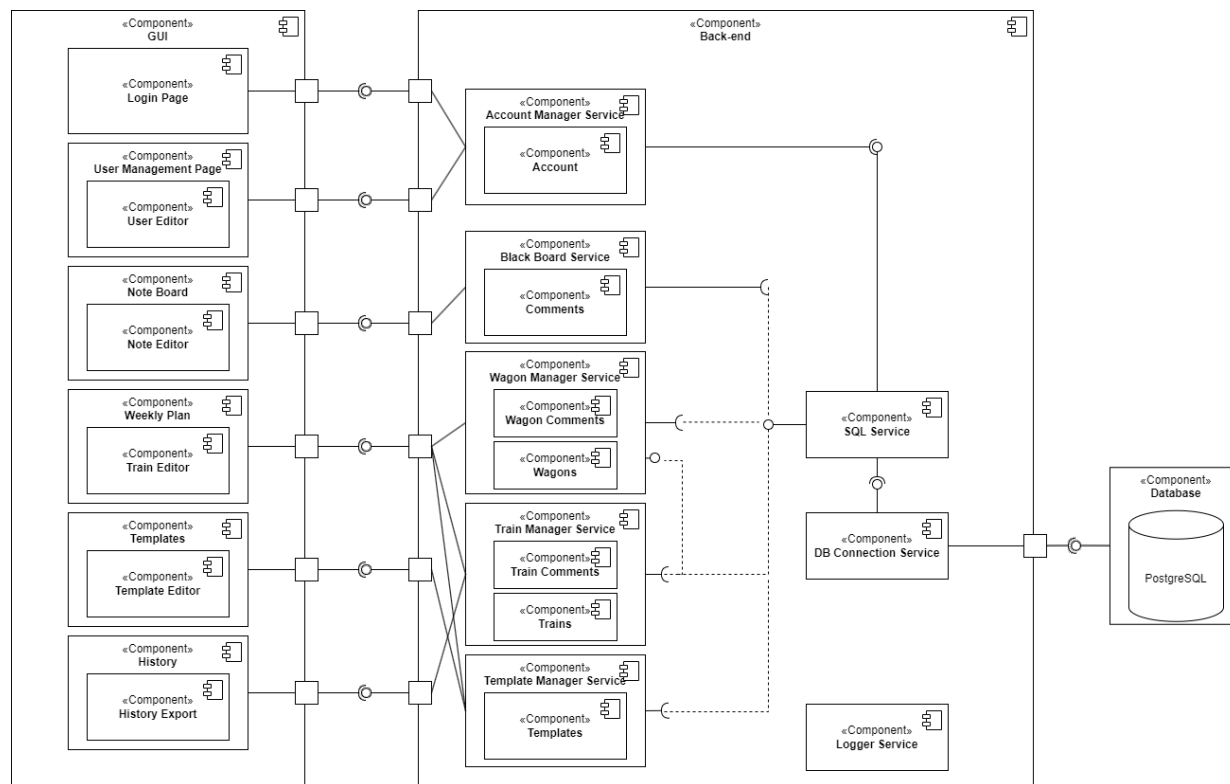 «Component»
GUI
«Component»
Login Page
«Component»
User Management Page
«Component»
User Editor
«Component»
Note Board
«Component»
Note Editor
«Component»
Weekly Plan
«Component»
Train Editor
«Component»
Templates
«Component»
Template Editor
«Component»
History
«Component»
History Export
«Component»
Back-end
«Component»
Account Manager Service
«Component»
Account
«Component»
Black Board Service
«Component»
Comments
«Component»
Wagon Manager Service
«Component»
Wagon Comments
«Component»
Wagons
«Component»
Train Manager Service
«Component»
Train Comments
«Component»
Trains
«Component»
Template Manager Service
«Component»
Templates
«Component»
SQL Service
«Component»
DB Connection Service
«Component»
Logger Service
«Component»
Database
PostgreSQL